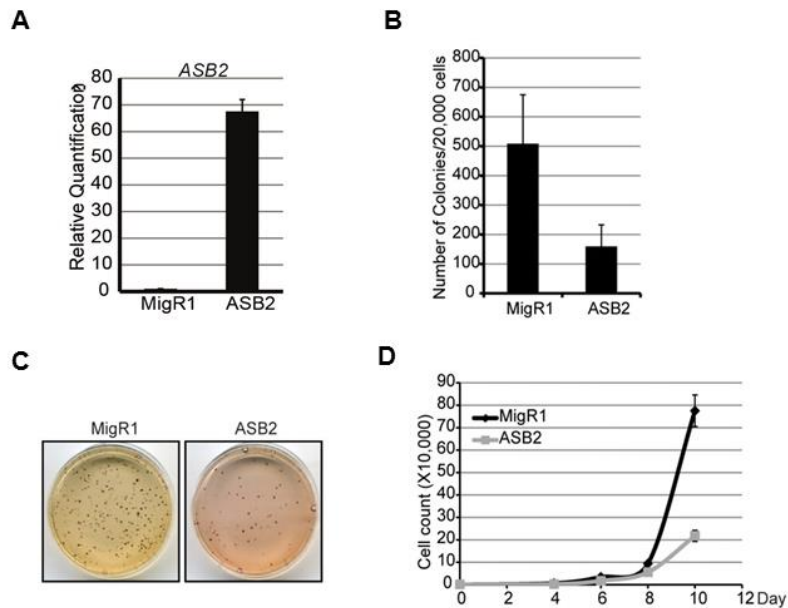 A
ASB2
Relative Quantification
80
70
60
50
40
30
20
10
0
MigR1 ASB2
B
Number of Colonies/20,000 cells
800
700
600
500
400
300
200
100
0
MigR1 ASB2
C
MigR1 ASB2
D
Cell count (X10,000)
90
80
70
60
50
40
30
20
10
0
MigR1
ASB2
0 2 4 6 8 10 12 Day